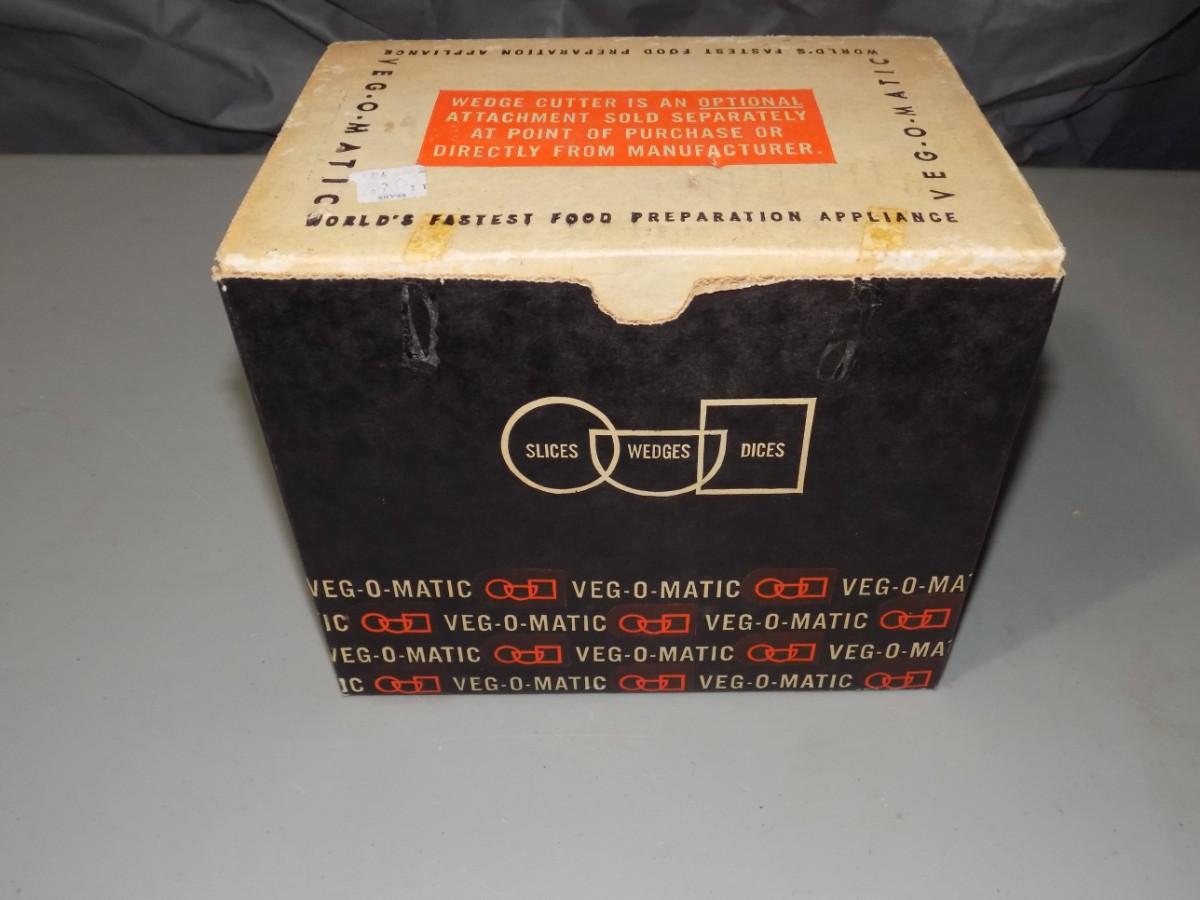 WORLD'S FASTEST FOOD PREPARATION APPLIANCE
VEG·O·MATIC
VEG·O·MATIC
WEDGE CUTTER IS AN OPTIONAL
ATTACHMENT SOLD SEPARATELY
AT POINT OF PURCHASE OR
DIRECTLY FROM MANUFACTURER.
WORLD'S FASTEST FOOD PREPARATION APPLIANCE
SLICES WEDGES DICES
VEG-O-MATIC VEG-O-MATIC VEG-O-MA
IC VEG-O-MATIC VEG-O-MATIC
VEG-O-MATIC VEG-O-MATIC VEG-O-MA
IC VEG-O-MATIC VEG-O-MATIC